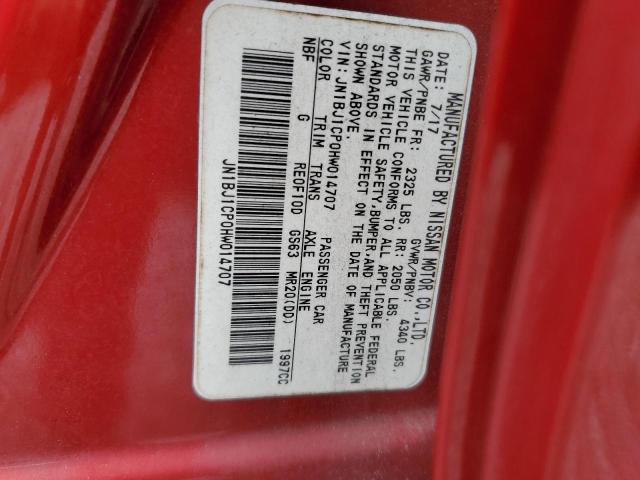 MANUFACTURED BY NISSAN MOTOR CO.,LTD.
DATE: 7/17 GVWR/PNBV: 4340 LBS.
GAWR/PNBE FR: 2325 LBS. RR: 2050 LBS.
THIS VEHICLE CONFORMS TO ALL APPLICABLE FEDERAL
MOTOR VEHICLE SAFETY,BUMPER,AND THEFT PREVENTION
STANDARDS IN EFFECT ON THE DATE OF MANUFACTURE
SHOWN ABOVE.
VIN:JN1BJ1CP0HW014707 PASSENGER CAR
COLOR TRIM TRANS AXLE ENGINE
NBF G RE0F10D GS63 MR20(DD) 1997CC
JN1BJ1CP0HW014707